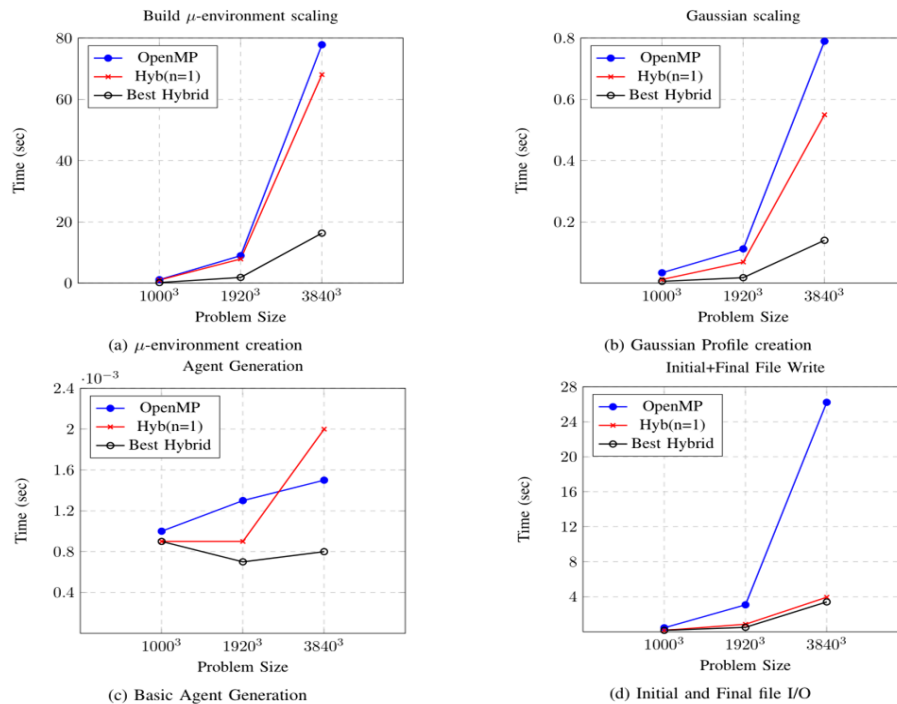 Build μ-environment scaling
80
60
40
20
0
Time (sec)
OpenMP
Hyb(n=1)
Best Hybrid
1000³ 1920³ 3840³
Problem Size
(a) μ-environment creation
Gaussian scaling
0.8
0.6
0.4
0.2
Time (sec)
OpenMP
Hyb(n=1)
Best Hybrid
1000³ 1920³ 3840³
Problem Size
(b) Gaussian Profile creation
Agent Generation
·10⁻³
2.4
2
1.6
1.2
0.8
0.4
Time (sec)
OpenMP
Hyb(n=1)
Best Hybrid
1000³ 1920³ 3840³
Problem Size
(c) Basic Agent Generation
Initial+Final File Write
28
24
20
16
12
8
4
Time (sec)
OpenMP
Hyb(n=1)
Best Hybrid
1000³ 1920³ 3840³
Problem Size
(d) Initial and Final file I/O